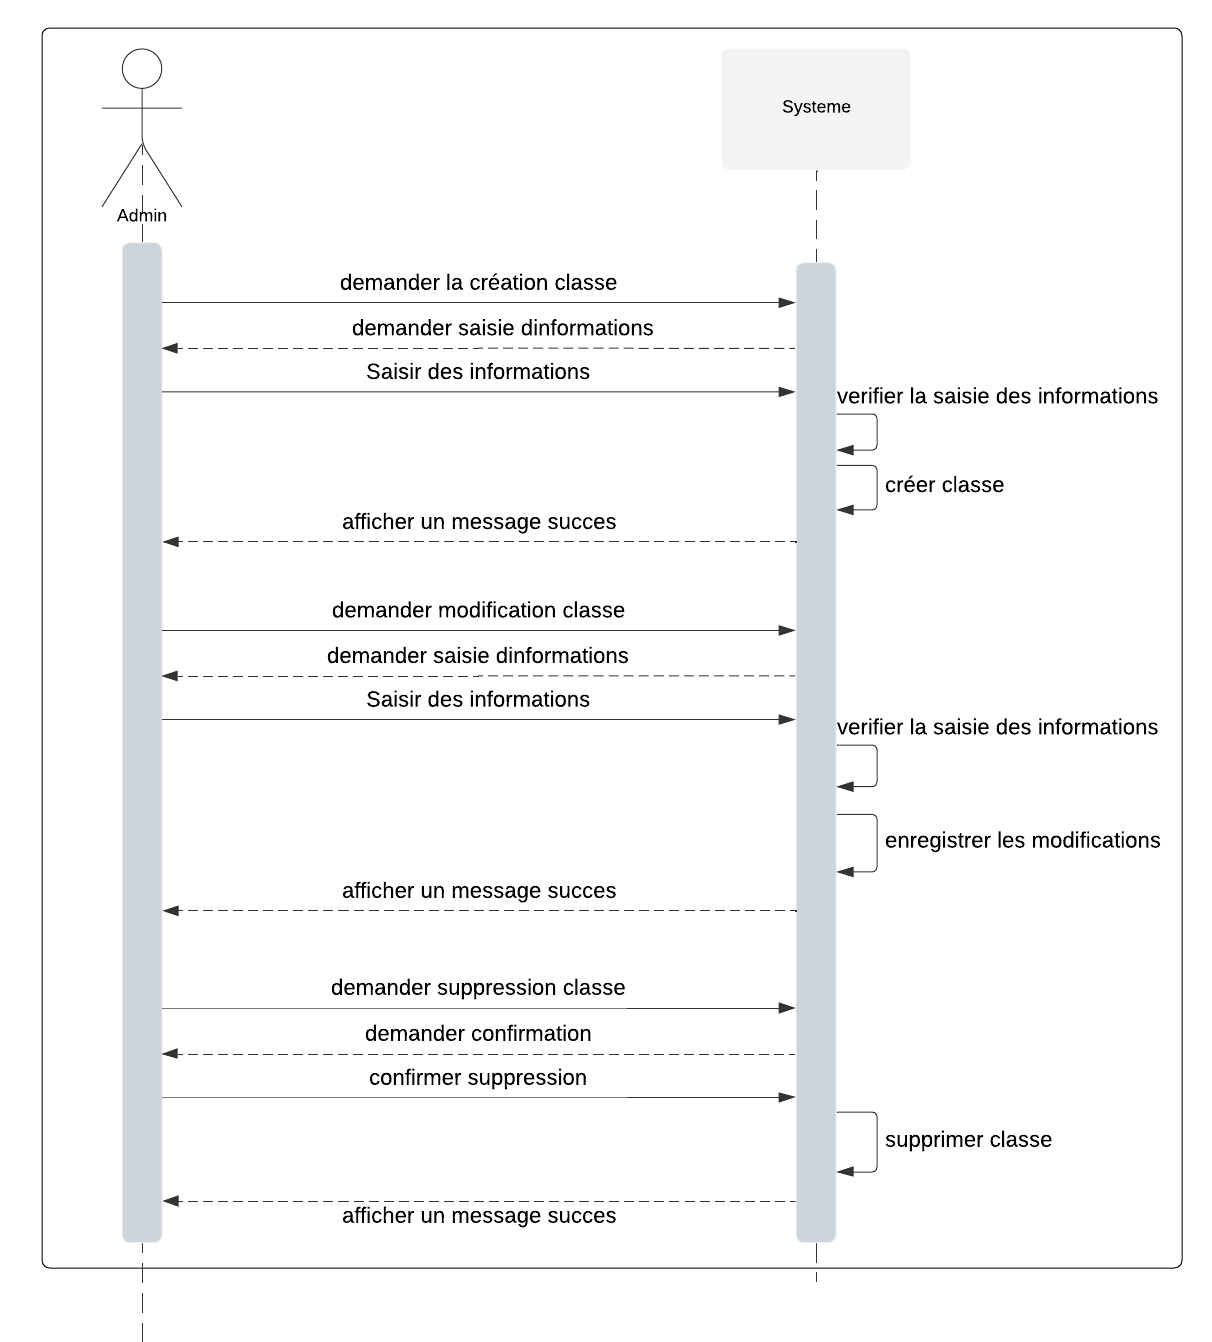 Systeme
Admin
demander la création classe
demander saisie dinformations
Saisir des informations
verifier la saisie des informations
créer classe
afficher un message succes
demander modification classe
demander saisie dinformations
Saisir des informations
verifier la saisie des informations
enregistrer les modifications
afficher un message succes
demander suppression classe
demander confirmation
confirmer suppression
supprimer classe
afficher un message succes